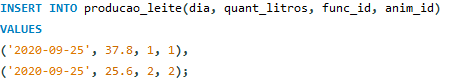 INSERT INTO producao_leite(dia, quant_litros, func_id, anim_id)
VALUES
('2020-09-25', 37.8, 1, 1),
('2020-09-25', 25.6, 2, 2);